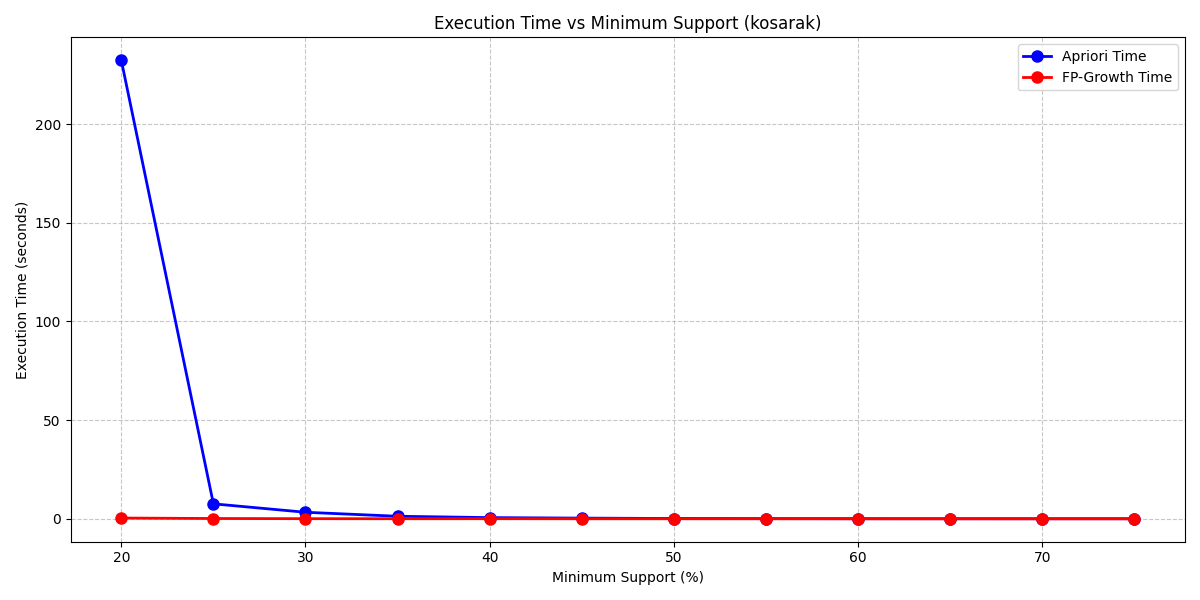 Execution Time vs Minimum Support (kosarak)
Apriori Time
FP-Growth Time
Execution Time (seconds)
200
150
100
50
0
20
30
40
50
60
70
Minimum Support (%)